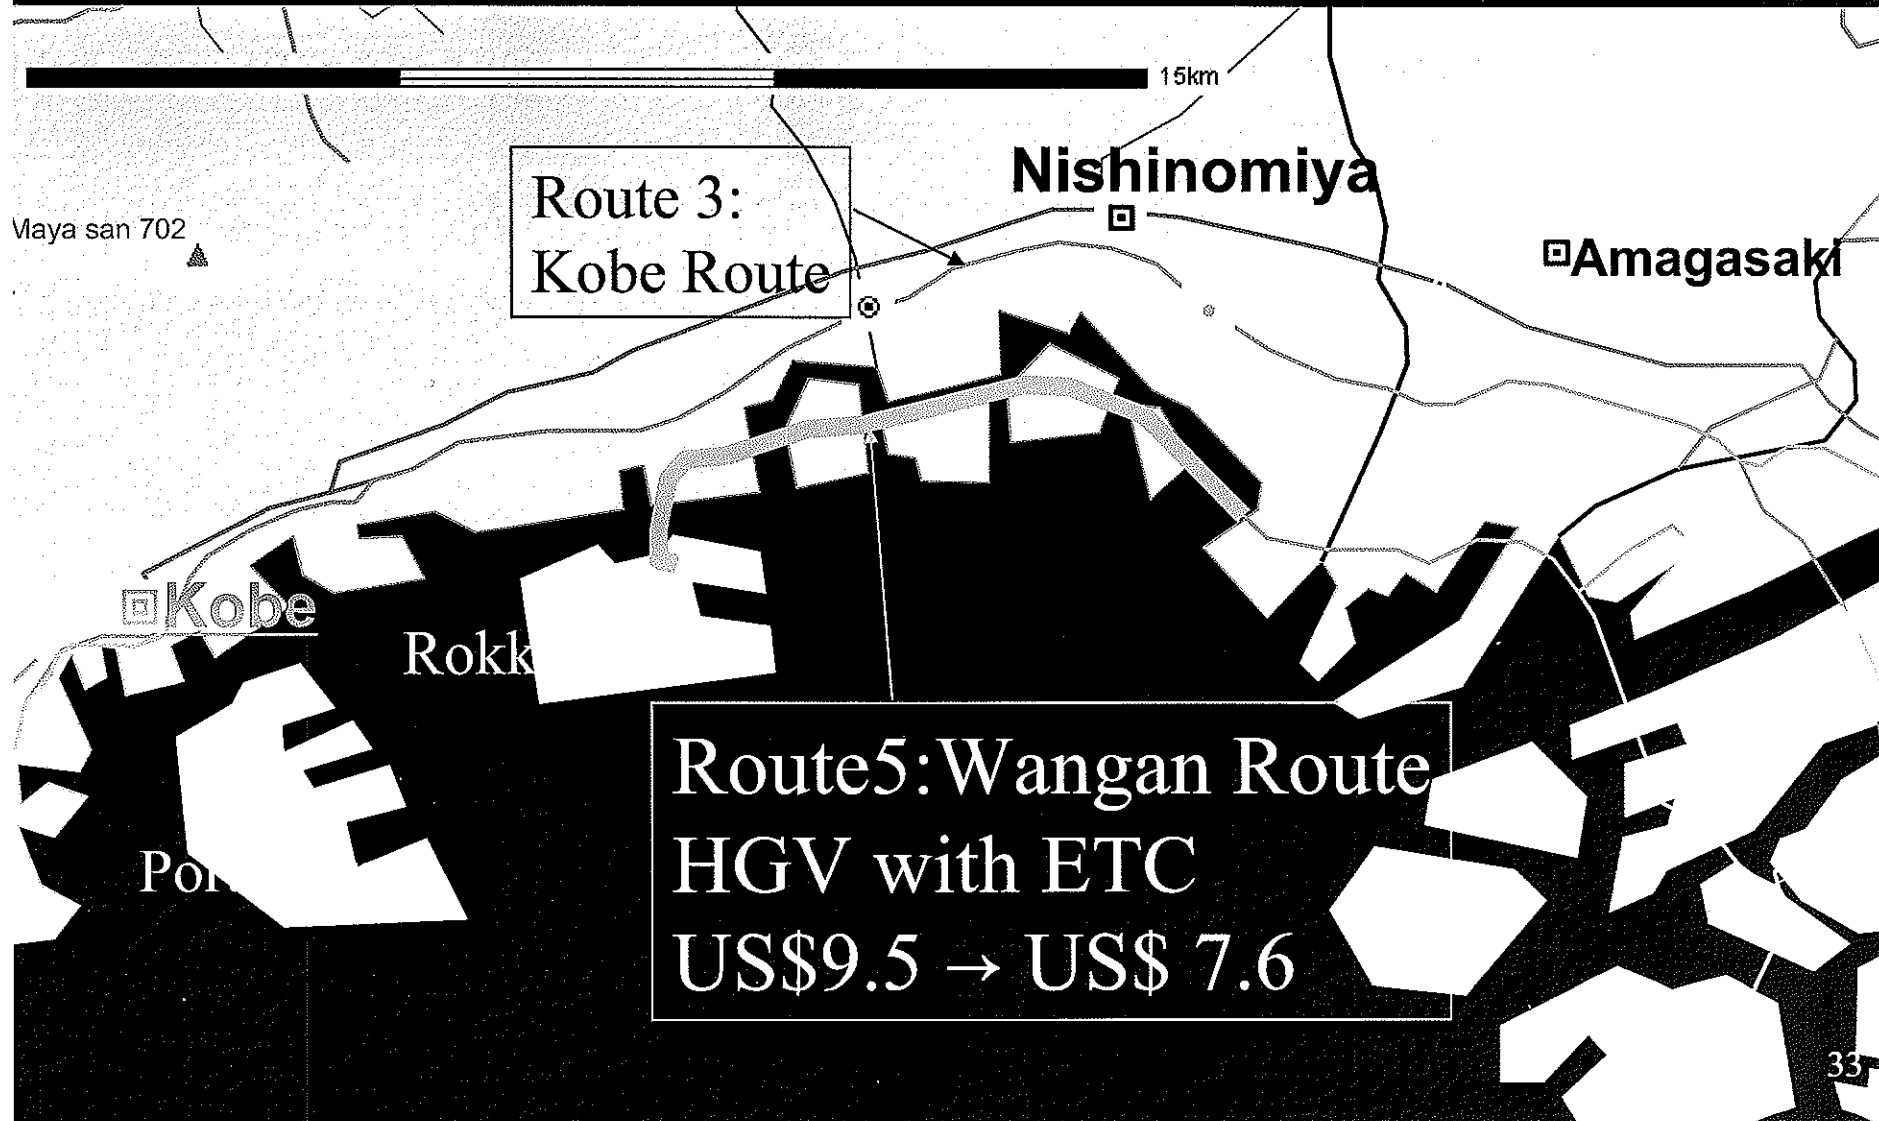 15km
Nishinomiya
Route 3:
Kobe Route
Maya san 702
Amagasaki
Kobe
Rokk
Route5:Wangan Route
HGV with ETC
US$9.5 → US$ 7.6
33